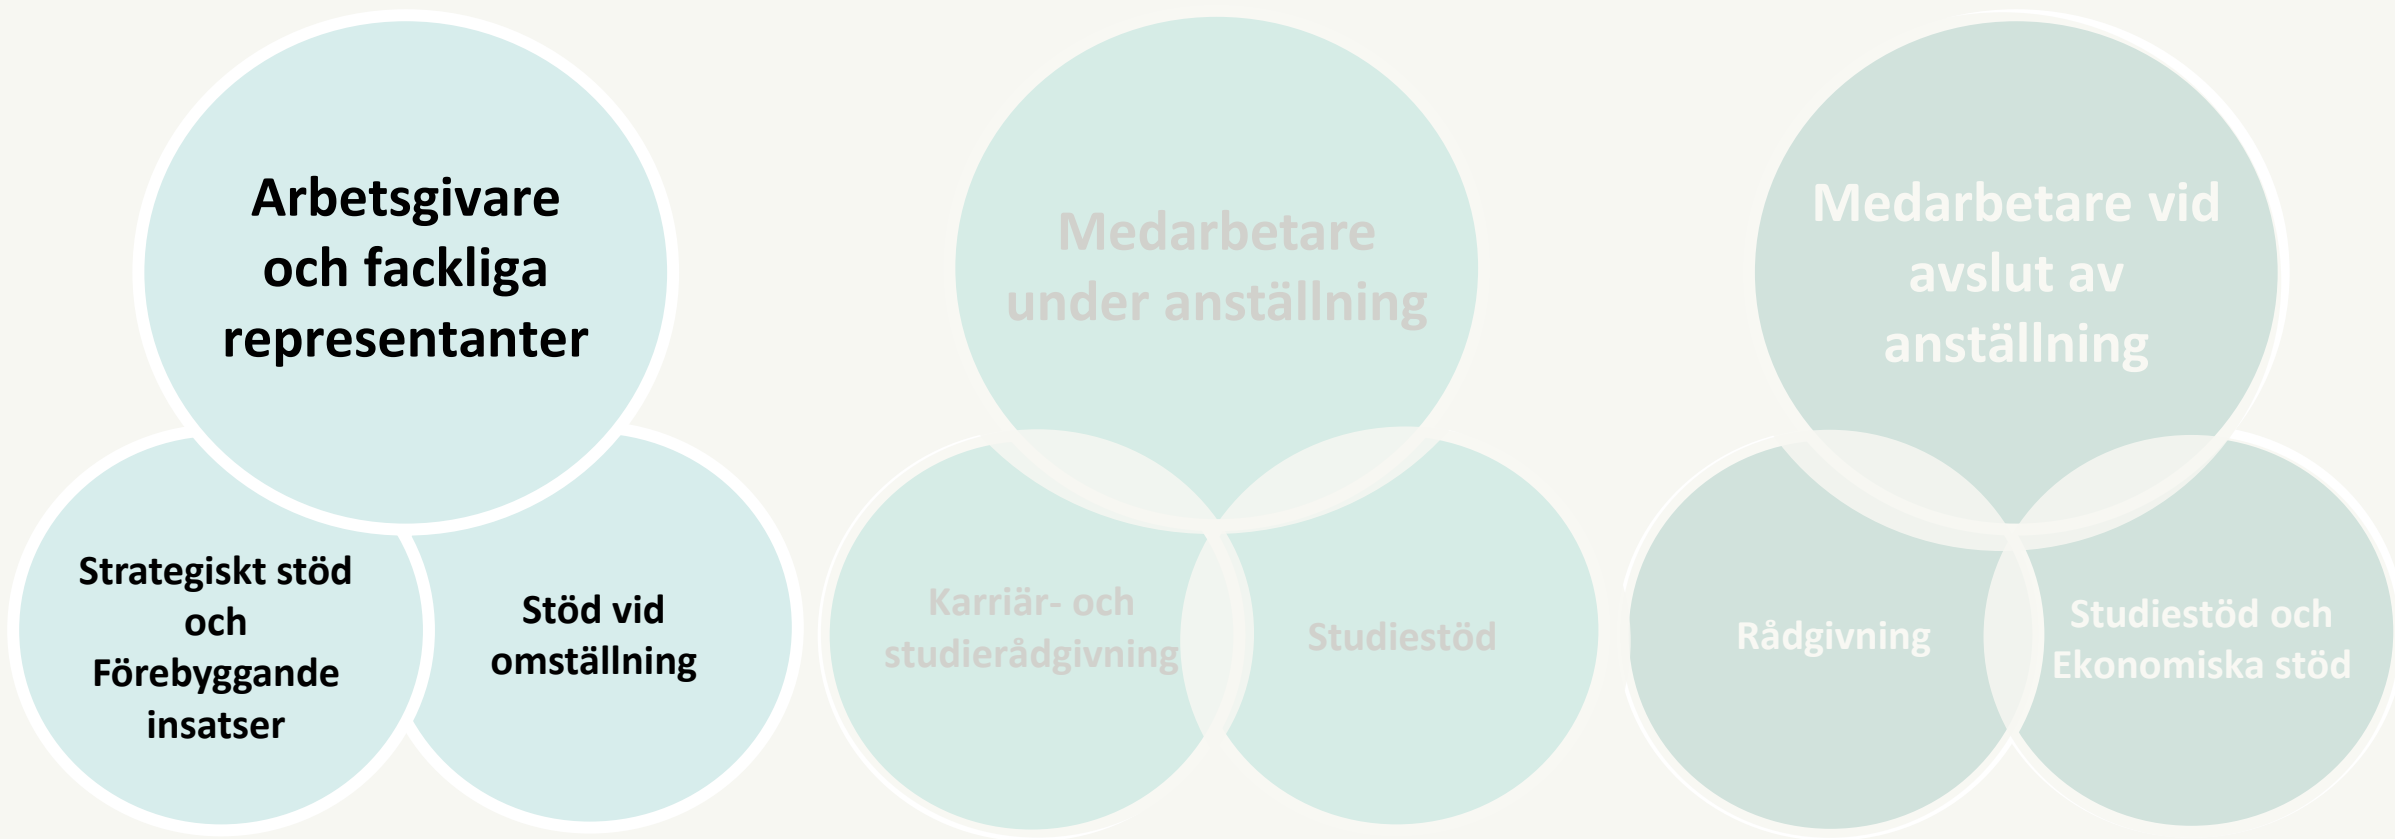 Arbetsgivare
och fackliga
representanter
Strategiskt stöd
och
Förebyggande
insatser
Stöd vid
omställning
Medarbetare
under anställning
Karriär- och
studierådgivning
Studiestöd
Medarbetare vid
avslut av
anställning
Rådgivning
Studiestöd och
Ekonomiska stöd